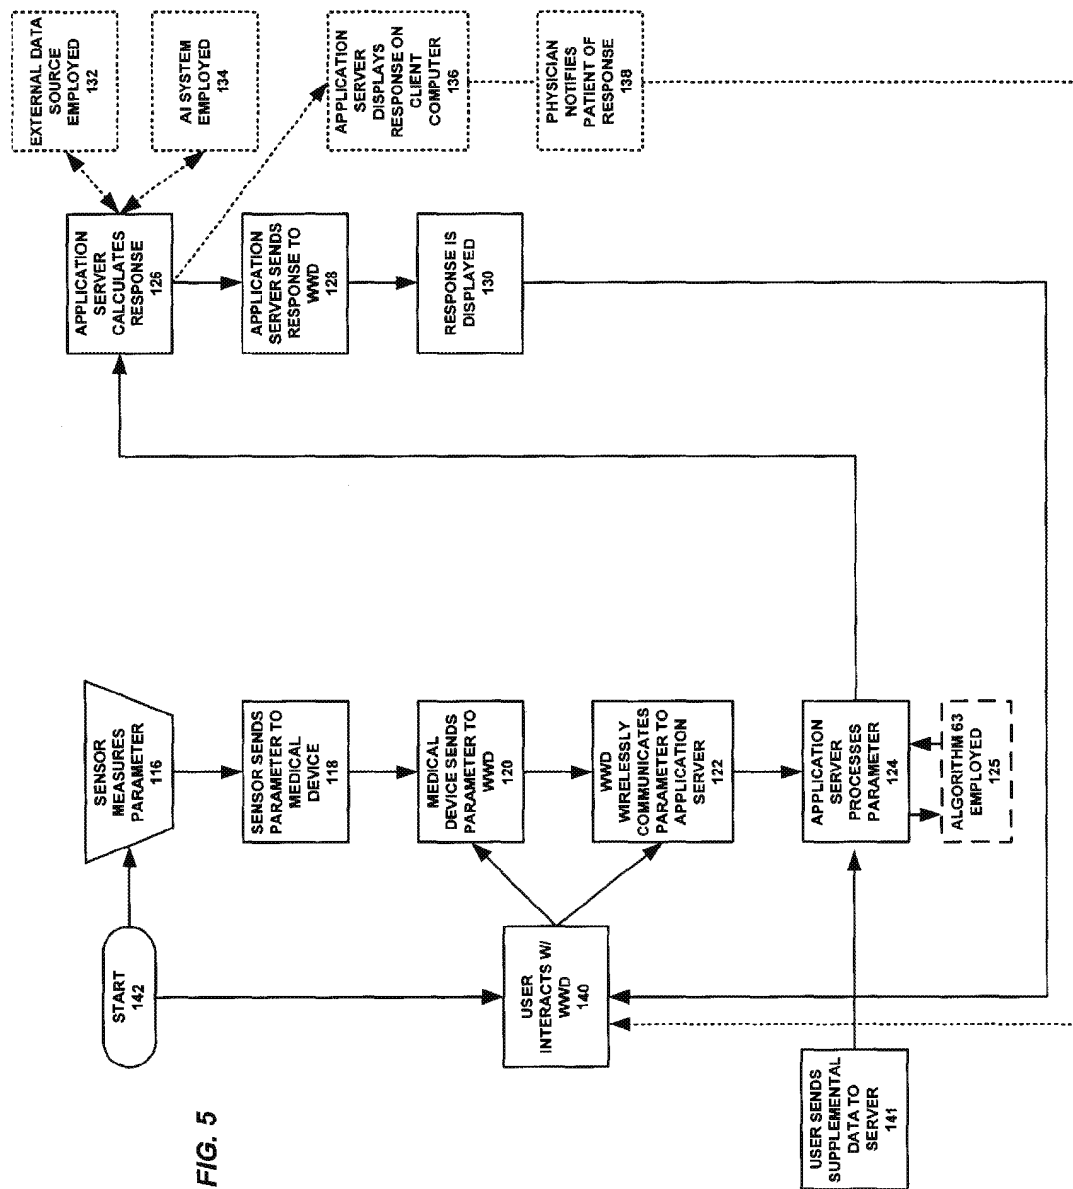 FIG. 5
START
142
SENSOR
MEASURES
PARAMETER
116
SENSOR SENDS
PARAMETER TO
MEDICAL
DEVICE
118
MEDICAL
DEVICE SENDS
PARAMETER TO
WWD
120
WWD
WIRELESSLY
COMMUNICATES
PARAMETER TO
APPLICATION
SERVER
122
APPLICATION
SERVER
PROCESSES
PARAMETER
124
ALGORITHM 63
EMPLOYED
125
USER
INTERACTS W/
WWD
140
USER SENDS
SUPPLEMENTAL
DATA TO
SERVER
141
APPLICATION
SERVER
CALCULATES
RESPONSE
126
APPLICATION
SERVER SENDS
RESPONSE TO
WWD
128
RESPONSE IS
DISPLAYED
130
EXTERNAL DATA
SOURCE
EMPLOYED
132
AI SYSTEM
EMPLOYED
134
APPLICATION
SERVER
DISPLAYS
RESPONSE ON
CLIENT
COMPUTER
136
PHYSICIAN
NOTIFIES
PATIENT OF
RESPONSE
138